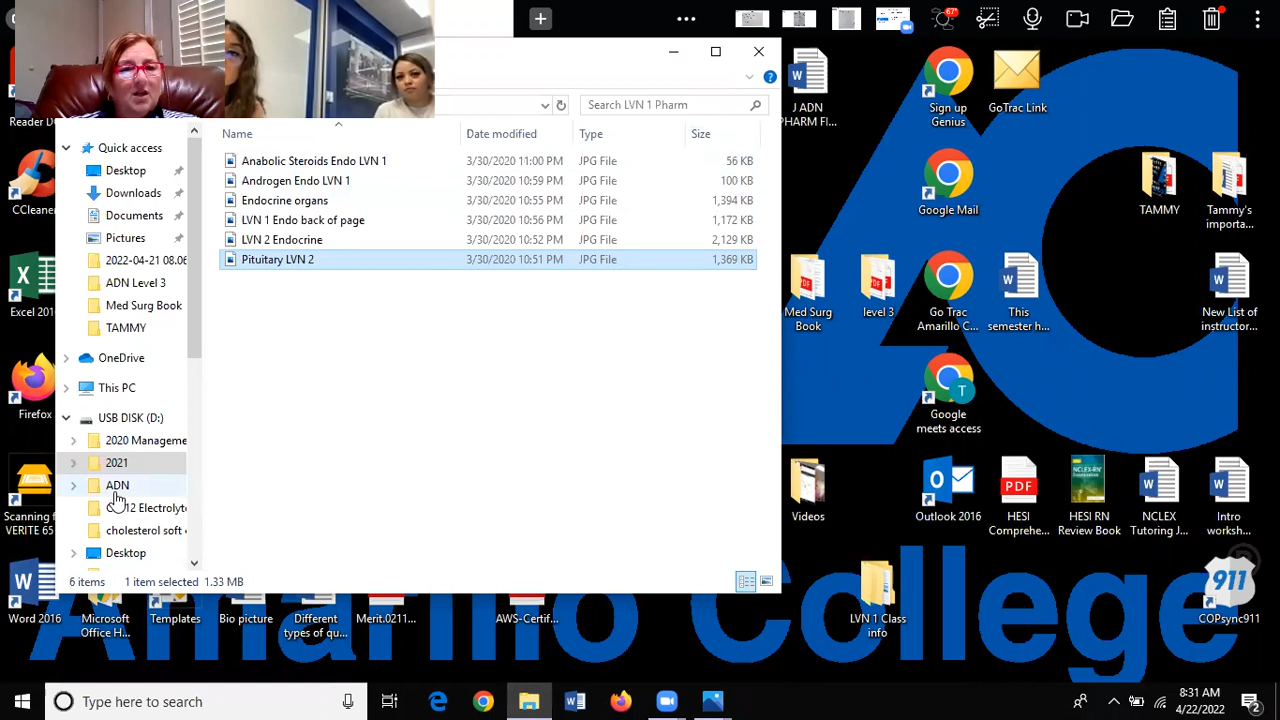 67°
Search LVN 1 Pharm
Name
Date modified
Type
Size
Quick access
Desktop
Downloads
Documents
Pictures
2022-04-21 08.06
ADN Level 3
Med Surg Book
TAMMY
OneDrive
This PC
USB DISK (D:)
2020 Manageme
2021
ADN
12 Electrolyte
cholesterol soft
Desktop
Anabolic Steroids Endo LVN 1 3/30/2020 11:00 PM JPG File 56 KB
Androgen Endo LVN 1 3/30/2020 10:59 PM JPG File 100 KB
Endocrine organs 3/30/2020 10:55 PM JPG File 1,394 KB
LVN 1 Endo back of page 3/30/2020 10:56 PM JPG File 1,172 KB
LVN 2 Endocrine 3/30/2020 10:52 PM JPG File 2,129 KB
Pituitary LVN 2 3/30/2020 10:51 PM JPG File 1,369 KB
6 items 1 item selected 1.33 MB
Reader D
CCleaner
Excel 201
Firefox
Scanning f
VERITE 65
Word 2016
Microsoft
Office H...
Templates
Bio picture
Different
types of qu...
Merit.0211...
AWS-Certif...
LVN 1 Class
info
COPsync911
911
J ADN
PHARM FI...
Sign up
Genius
GoTrac Link
Google Mail
TAMMY
Tammy's
importa...
Med Surg
Book
level 3
Go Trac
Amarillo C...
This
semester h...
New List of
instructor...
Google
meets access
T
Videos
Outlook 2016
HESI
Comprehe...
HESI RN
Review Book
NCLEX
Tutoring J...
Intro
worksh...
PDF
AC
Amarillo College
®
Type here to search
8:31 AM
4/22/2022
2